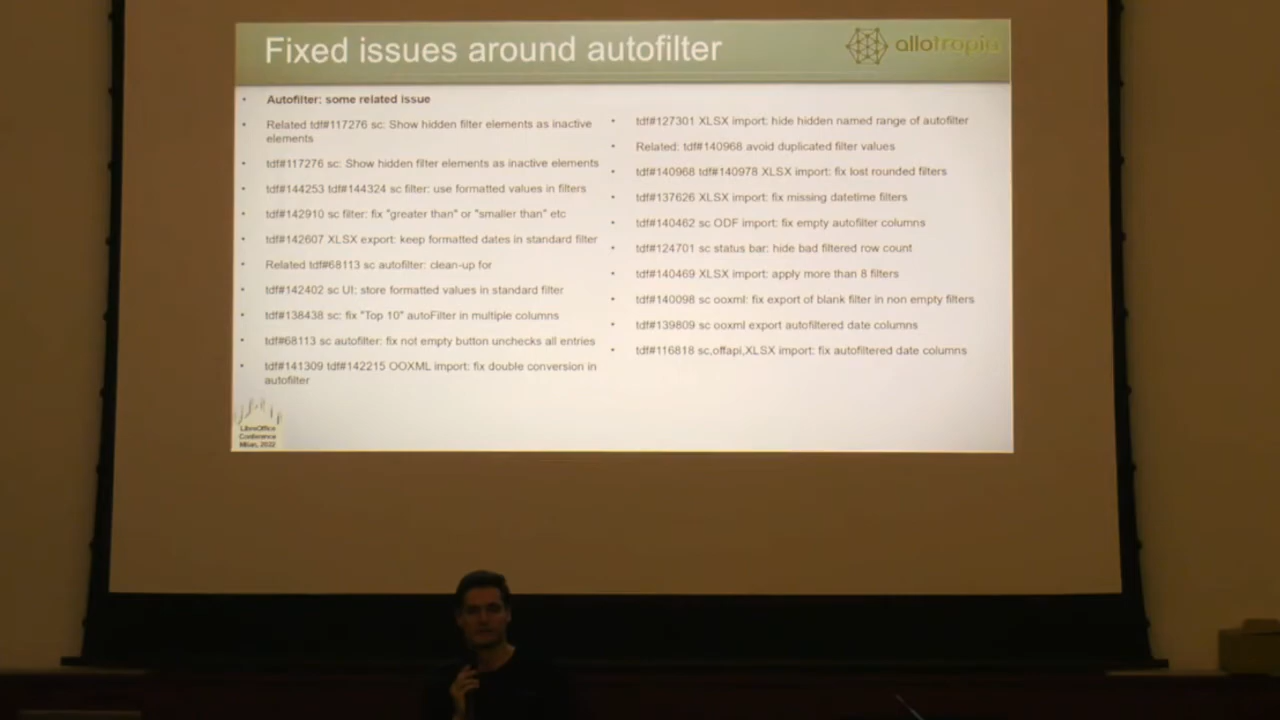 Fixed issues around autofilter
allotropia
Autofilter: some related issue
Related tdf#117276 sc: Show hidden filter elements as inactive
elements
tdf#117276 sc: Show hidden filter elements as inactive elements
tdf#144253 tdf#144324 sc filter: use formatted values in filters
tdf#142910 sc filter: fix "greater than" or "smaller than" etc
tdf#142607 XLSX export: keep formatted dates in standard filter
Related tdf#68113 sc autofilter: clean-up for
tdf#142402 sc UI: store formatted values in standard filter
tdf#138438 sc: fix "Top 10" autoFilter in multiple columns
tdf#68113 sc autofilter: fix not empty button unchecks all entries
tdf#141309 tdf#142215 OOXML import: fix double conversion in
autofilter
tdf#127301 XLSX import: hide hidden named range of autofilter
Related: tdf#140968 avoid duplicated filter values
tdf#140968 tdf#140978 XLSX import: fix lost rounded filters
tdf#137626 XLSX import: fix missing datetime filters
tdf#140462 sc ODF import: fix empty autofilter columns
tdf#124701 sc status bar: hide bad filtered row count
tdf#140469 XLSX import: apply more than 8 filters
tdf#140098 sc ooxml: fix export of blank filter in non empty filters
tdf#139809 sc ooxml export autofiltered date columns
tdf#116818 sc,offapi,XLSX import: fix autofiltered date columns
LibreOffice
Conference
Milan, 2022